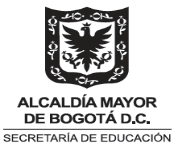 ALCALDÍA MAYOR
DE BOGOTÁ D.C.
SECRETARÍA DE EDUCACIÓN